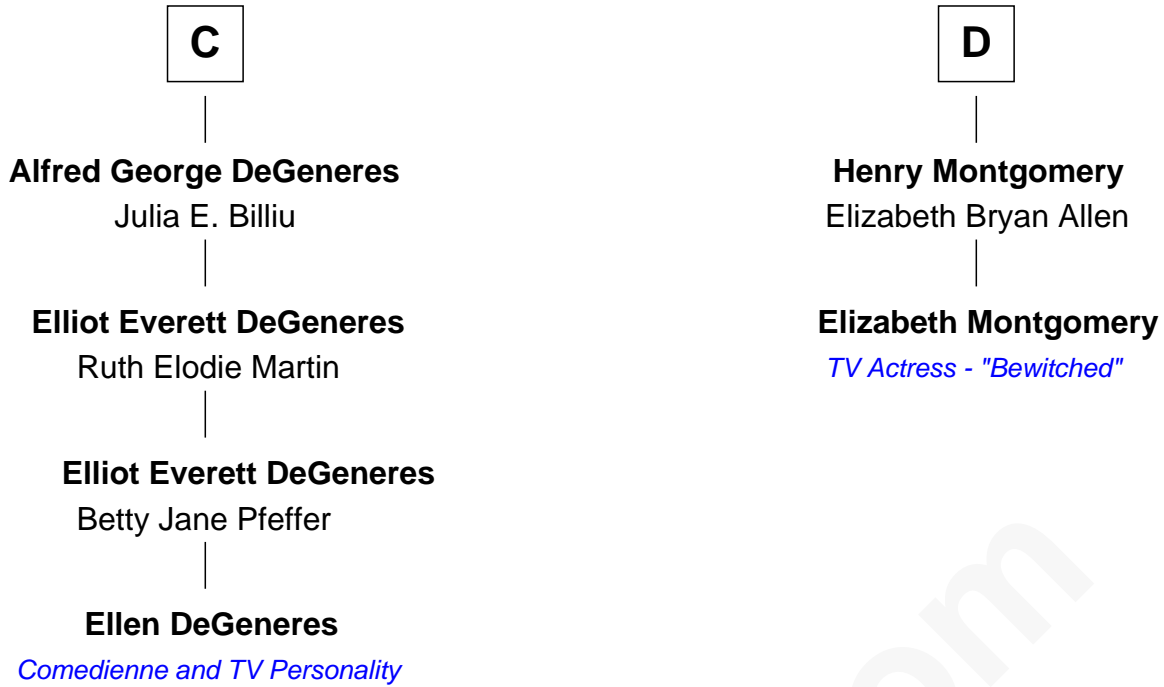 C
Alfred George DeGeneres
Julia E. Billiu
Elliot Everett DeGeneres
Ruth Elodie Martin
Elliot Everett DeGeneres
Betty Jane Pfeffer
Ellen DeGeneres
Comedienne and TV Personality
D
Henry Montgomery
Elizabeth Bryan Allen
Elizabeth Montgomery
TV Actress - "Bewitched"
om